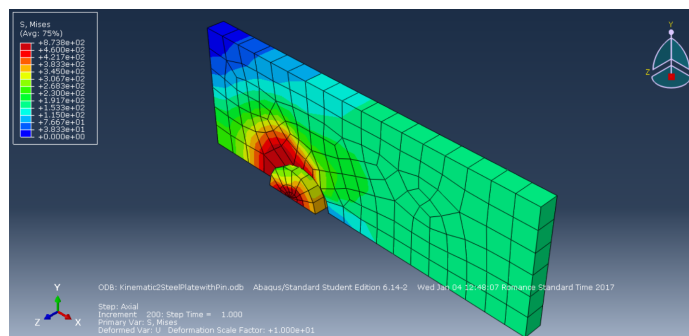 S, Mises
(Avg: 75%)
+8.738e+02
+4.600e+02
+4.217e+02
+3.833e+02
+3.450e+02
+3.067e+02
+2.683e+02
+2.300e+02
+1.917e+02
+1.533e+02
+1.150e+02
+7.667e+01
+3.833e+01
+0.000e+00
Y
Z
Y
Z
X
ODB: Kinematic2SteelPlatewithPin.odb Abaqus/Standard Student Edition 6.14-2 Wed Jan 04 12:48:07 Romance Standard Time 2017
Step: Axial
Increment 200: Step Time = 1.000
Primary Var: S, Mises
Deformed Var: U Deformation Scale Factor: +1.000e+01